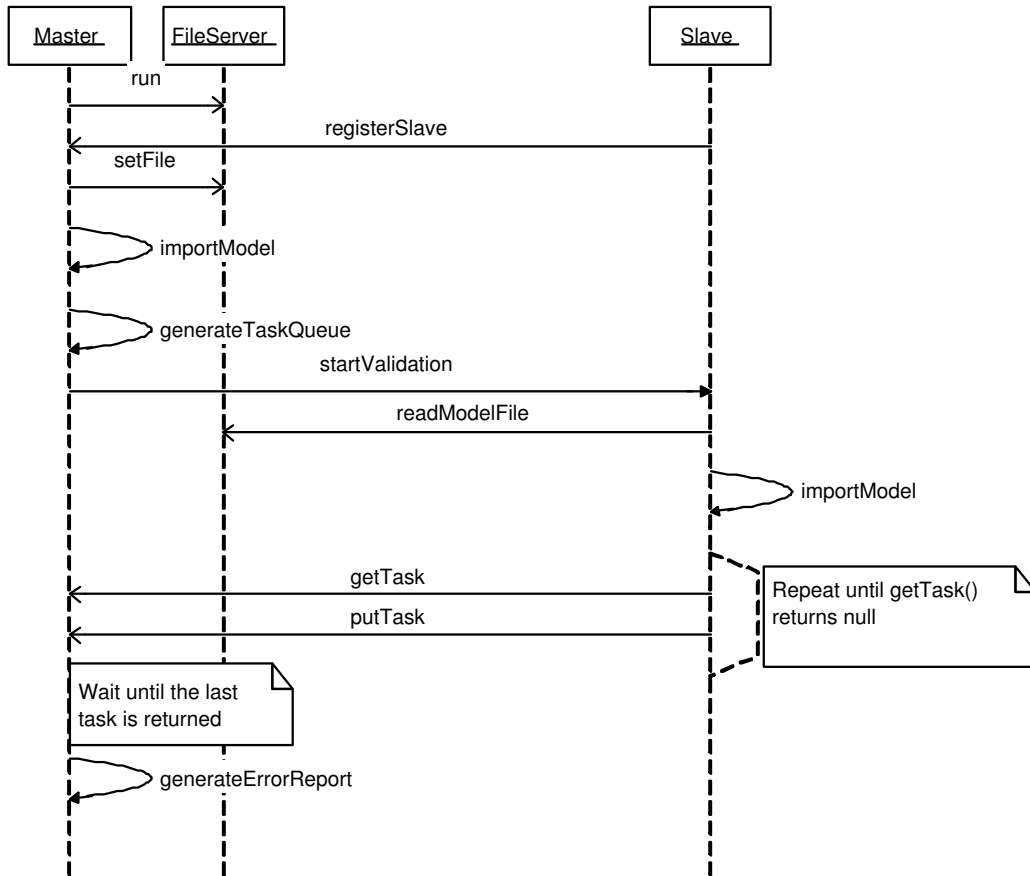 Master
FileServer
Slave
run
registerSlave
setFile
importModel
generateTaskQueue
startValidation
readModelFile
importModel
getTask
Repeat until getTask()
returns null
putTask
Wait until the last
task is returned
generateErrorReport